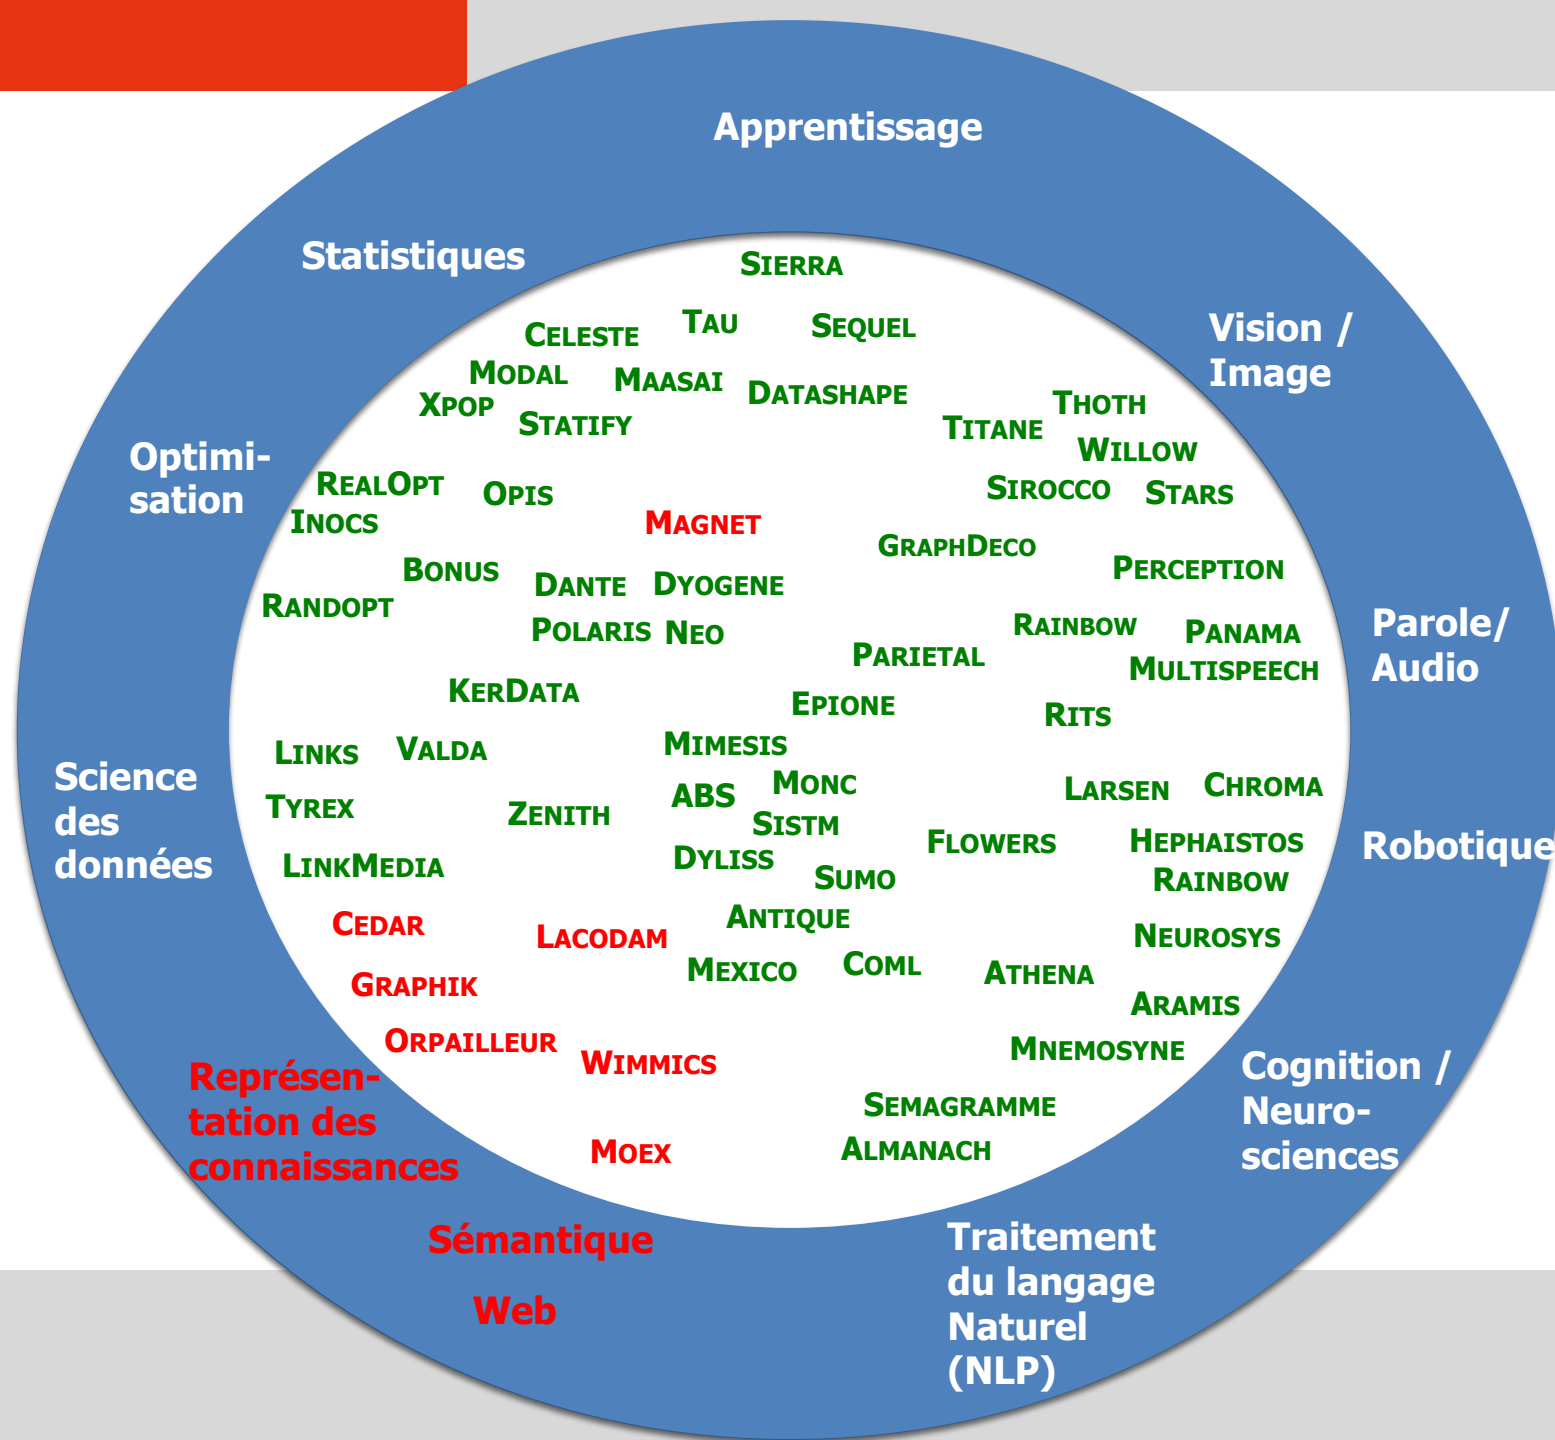 Apprentissage
Statistiques
SIERRA
TAU
SEQUEL
CELESTE
Vision /
Image
MODAL
MAASAI
DATASHAPE
XPOP
STATIFY
THOTH
TITANE
WILLOW
Optimi-
sation
REALOPT
OPIS
SIROCCO
STARS
INOCS
MAGNET
GRAPHDECO
BONUS
DANTE
DYOGENE
PERCEPTION
RANDOPT
POLARIS
NEO
RAINBOW
PANAMA
Parole/
Audio
PARIETAL
MULTISPEECH
KERDATA
EPIONE
RITS
LINKS
VALDA
MIMESIS
Science
des
données
ABS
MONC
LARSEN
CHROMA
TYREX
ZENITH
SISTM
FLOWERS
HEPHAISTOS
Robotique
LINKMEDIA
DYLISS
SUMO
RAINBOW
CEDAR
LACODAM
ANTIQUE
NEUROSYS
GRAPHIK
MEXICO
COML
ATHENA
ARAMIS
ORPAILLEUR
WIMMICS
MNEMOSYNE
Représen-
tation des
connaissances
Cognition /
Neuro-
sciences
SEMAGRAMME
MOEX
ALMANACH
Sémantique
Web
Traitement
du langage
Naturel
(NLP)